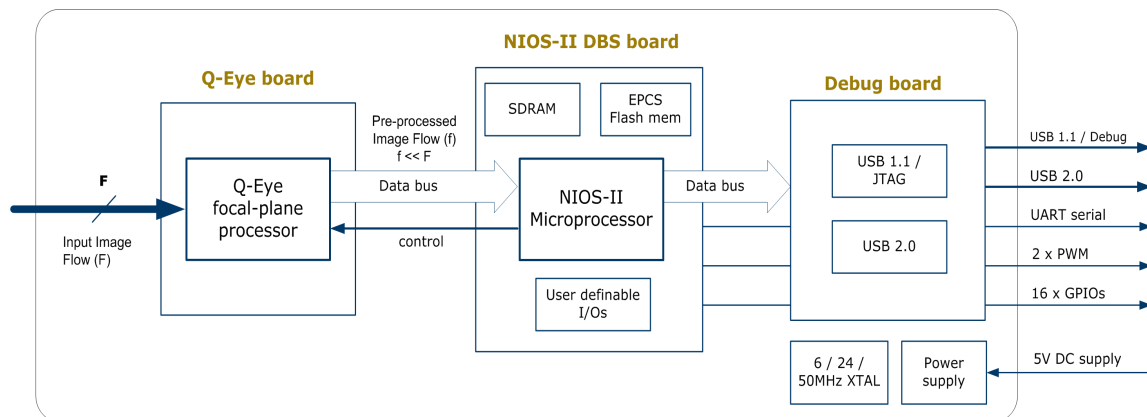 NIOS-II DBS board
Q-Eye board
Debug board
SDRAM
EPCS
Flash mem
Pre-processed
Image Flow (f)
f << F
Data bus
Data bus
USB 1.1 /
JTAG
USB 1.1 / Debug
USB 2.0
F
Q-Eye
focal-plane
processor
NIOS-II
Microprocessor
Input Image
Flow (F)
control
USB 2.0
UART serial
2 x PWM
16 x GPIOs
User definable
I/Os
6 / 24 /
50MHz XTAL
Power
supply
5V DC supply